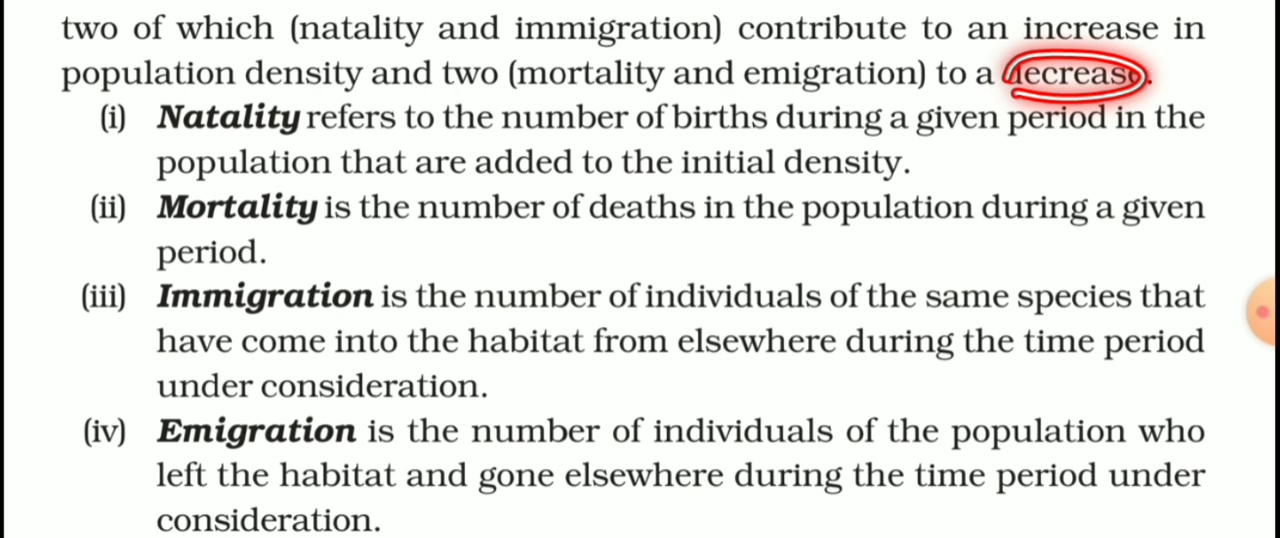 two of which (natality and immigration) contribute to an increase in
population density and two (mortality and emigration) to a decrease.
(i) Natality refers to the number of births during a given period in the
population that are added to the initial density.
(ii) Mortality is the number of deaths in the population during a given
period.
(iii) Immigration is the number of individuals of the same species that
have come into the habitat from elsewhere during the time period
under consideration.
(iv) Emigration is the number of individuals of the population who
left the habitat and gone elsewhere during the time period under
consideration.